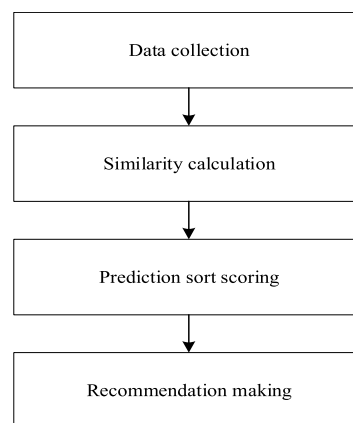 Data collection
Similarity calculation
Prediction sort scoring
Recommendation making